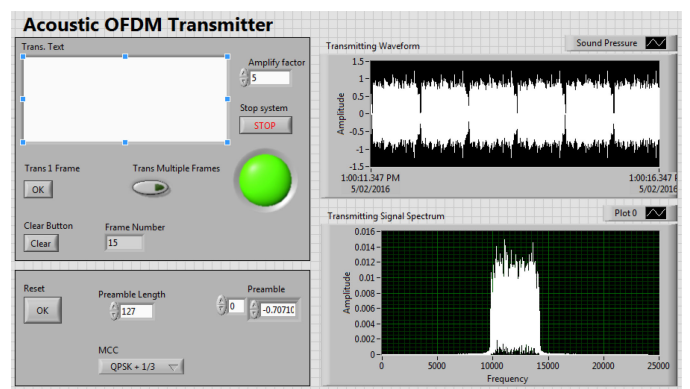 Acoustic OFDM Transmitter
Trans. Text
Amplify factor
5
Stop system
STOP
Trans 1 Frame
OK
Trans Multiple Frames
Clear Button
Clear
Frame Number
15
Reset
OK
Preamble Length
127
Preamble
0
-0.7071(
MCC
QPSK + 1/3
Transmitting Waveform
Sound Pressure
Amplitude
1.5
1
0.5
0
-0.5
-1
-1.5
1:00:11.347 PM
5/02/2016
1:00:16.347
5/02/2016
Transmitting Signal Spectrum
Plot 0
Amplitude
0.016
0.014
0.012
0.01
0.008
0.006
0.004
0.002
0
0
5000
10000
15000
20000
25000
Frequency